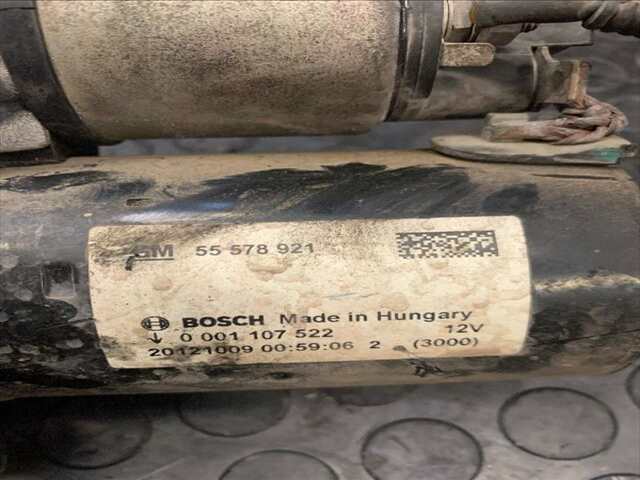 GM 55 578 921
BOSCH Made in Hungary
↓ 0 001 107 522 12V
20121009 00:59:06 2 (3000)